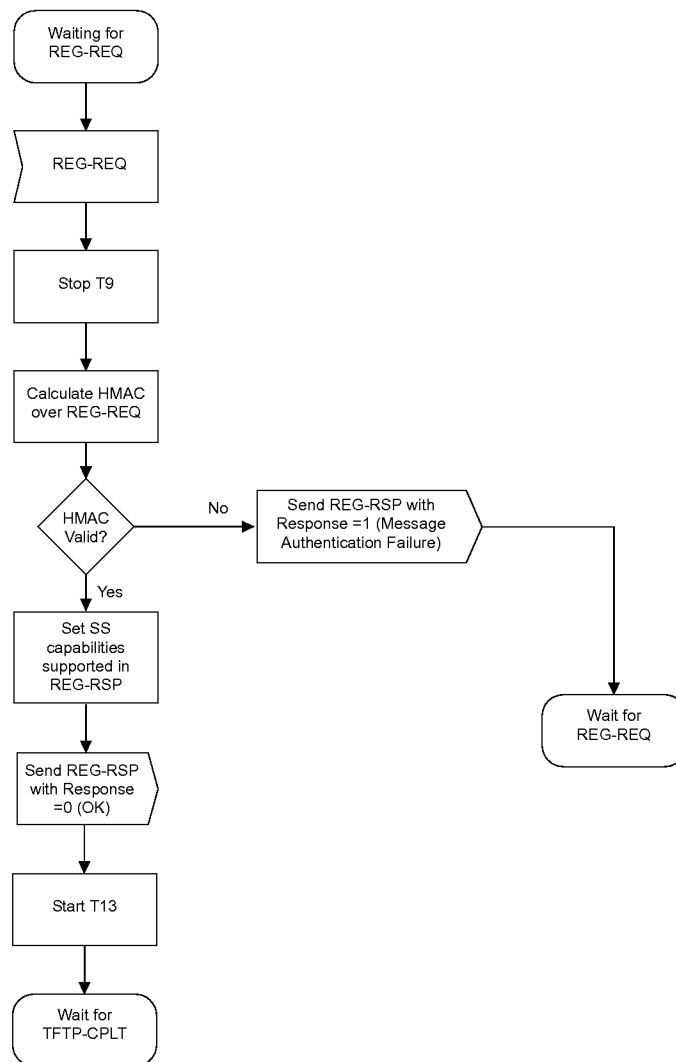 Waiting for
REG-REQ
REG-REQ
Stop T9
Calculate HMAC
over REG-REQ
HMAC
Valid?
No
Send REG-RSP with
Response =1 (Message
Authentication Failure)
Yes
Set SS
capabilities
supported in
REG-RSP
Wait for
REG-REQ
Send REG-RSP
with Response
=0 (OK)
Start T13
Wait for
TFTP-CPLT